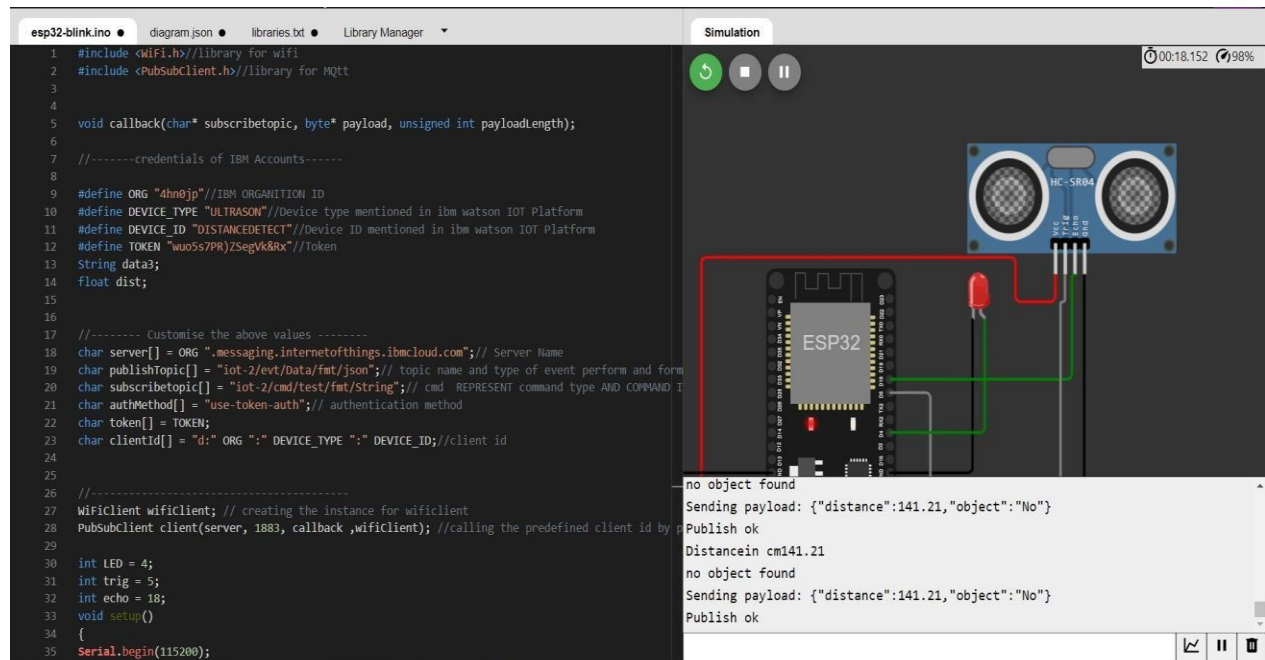 esp32-blink.ino ● diagram.json ● libraries.txt ● Library Manager
1 #include <WiFi.h>//library for wifi
2 #include <PubSubClient.h>//library for MQtt
3
4
5 void callback(char* subscribetopic, byte* payload, unsigned int payloadLength);
6
7 //-------credentials of IBM Accounts------
8
9 #define ORG "4hn0jp"//IBM ORGANITION ID
10 #define DEVICE_TYPE "ULTRASON"//Device type mentioned in ibm watson IOT Platform
11 #define DEVICE_ID "DISTANCEDETECT"//Device ID mentioned in ibm watson IOT Platform
12 #define TOKEN "wuo5s7PR)ZSegVk&Rx"//Token
13 String data3;
14 float dist;
15
16
17 //-------- Customise the above values --------
18 char server[] = ORG ".messaging.internetofthings.ibmcloud.com";// Server Name
19 char publishTopic[] = "iot-2/evt/Data/fmt/json";// topic name and type of event perform and form
20 char subscribetopic[] = "iot-2/cmd/test/fmt/String";// cmd REPRESENT command type AND COMMAND I
21 char authMethod[] = "use-token-auth";// authentication method
22 char token[] = TOKEN;
23 char clientId[] = "d:" ORG ":" DEVICE_TYPE ":" DEVICE_ID;//client id
24
25
26 //-----------------------------------------
27 WiFiClient wifiClient; // creating the instance for wificlient
28 PubSubClient client(server, 1883, callback ,wifiClient); //calling the predefined client id by p
29
30 int LED = 4;
31 int trig = 5;
32 int echo = 18;
33 void setup()
34 {
35 Serial.begin(115200);
Simulation
00:18.152 98%
HC-SR04
Vcc Trig Echo Gnd
ESP32
no object found
Sending payload: {"distance":141.21,"object":"No"}
Publish ok
Distancein cm141.21
no object found
Sending payload: {"distance":141.21,"object":"No"}
Publish ok